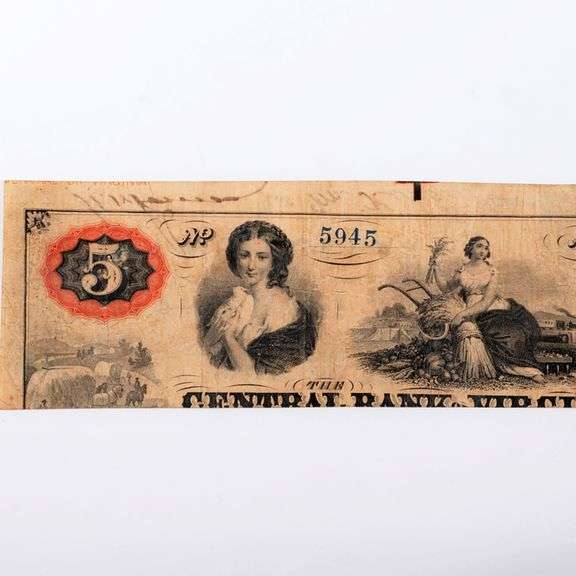 5 No 5945
THE
CENTRAL BANK of VIRGI